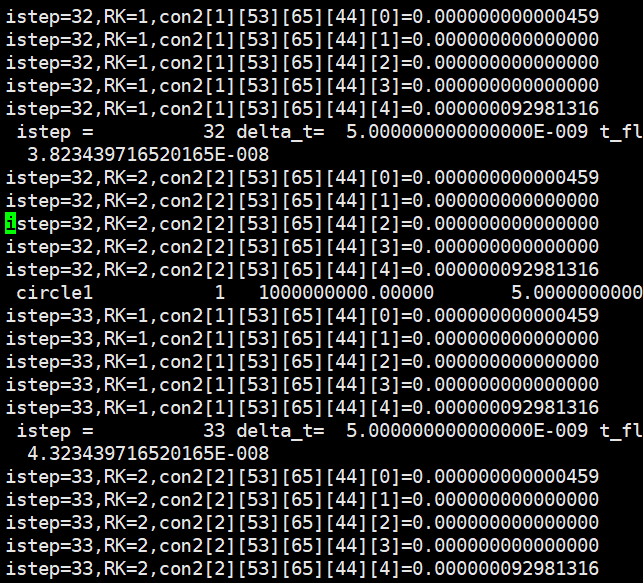 istep=32,RK=1,con2[1][53][65][44][0]=0.000000000000459
istep=32,RK=1,con2[1][53][65][44][1]=0.000000000000000
istep=32,RK=1,con2[1][53][65][44][2]=0.000000000000000
istep=32,RK=1,con2[1][53][65][44][3]=0.000000000000000
istep=32,RK=1,con2[1][53][65][44][4]=0.000000092981316
istep = 32 delta_t= 5.000000000000000E-009 t_fl
3.823439716520165E-008
istep=32,RK=2,con2[2][53][65][44][0]=0.000000000000459
istep=32,RK=2,con2[2][53][65][44][1]=0.000000000000000
istep=32,RK=2,con2[2][53][65][44][2]=0.000000000000000
istep=32,RK=2,con2[2][53][65][44][3]=0.000000000000000
istep=32,RK=2,con2[2][53][65][44][4]=0.000000092981316
circle1 1 1000000000.00000 5.0000000000
istep=33,RK=1,con2[1][53][65][44][0]=0.000000000000459
istep=33,RK=1,con2[1][53][65][44][1]=0.000000000000000
istep=33,RK=1,con2[1][53][65][44][2]=0.000000000000000
istep=33,RK=1,con2[1][53][65][44][3]=0.000000000000000
istep=33,RK=1,con2[1][53][65][44][4]=0.000000092981316
istep = 33 delta_t= 5.000000000000000E-009 t_fl
4.323439716520165E-008
istep=33,RK=2,con2[2][53][65][44][0]=0.000000000000459
istep=33,RK=2,con2[2][53][65][44][1]=0.000000000000000
istep=33,RK=2,con2[2][53][65][44][2]=0.000000000000000
istep=33,RK=2,con2[2][53][65][44][3]=0.000000000000000
istep=33,RK=2,con2[2][53][65][44][4]=0.000000092981316